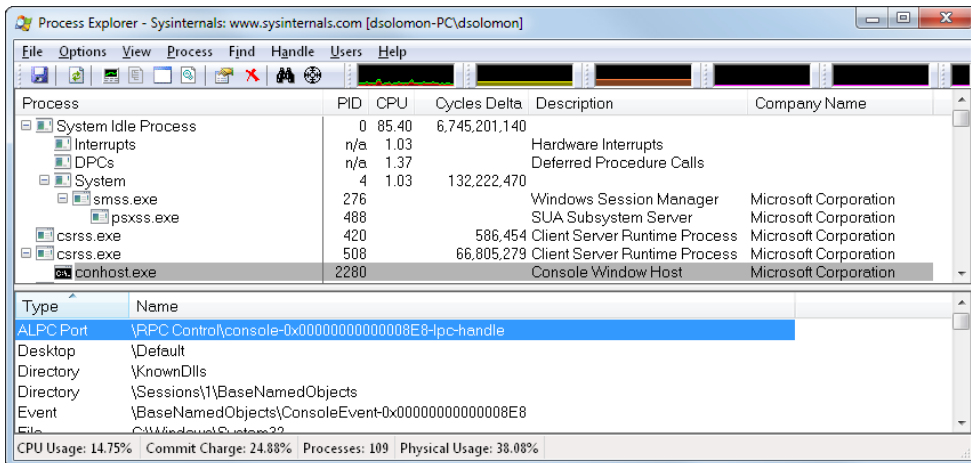 Process Explorer - Sysinternals: www.sysinternals.com [dsolomon-PC\dsolomon]
File Options View Process Find Handle Users Help
Process PID CPU Cycles Delta Description Company Name
System Idle Process 0 85.40 6,745,201,140
Interrupts n/a 1.03 Hardware Interrupts
DPCs n/a 1.37 Deferred Procedure Calls
System 4 1.03 132,222,470
smss.exe 276 Windows Session Manager Microsoft Corporation
psxss.exe 488 SUA Subsystem Server Microsoft Corporation
csrss.exe 420 586,454 Client Server Runtime Process Microsoft Corporation
csrss.exe 508 66,805,279 Client Server Runtime Process Microsoft Corporation
conhost.exe 2280 Console Window Host Microsoft Corporation
Type Name
ALPC Port \RPC Control\console-0x00000000000008E8-lpc-handle
Desktop \Default
Directory \KnownDlls
Directory \Sessions\1\BaseNamedObjects
Event \BaseNamedObjects\ConsoleEvent-0x00000000000008E8
File C:\Windows\System32
CPU Usage: 14.75% Commit Charge: 24.88% Processes: 109 Physical Usage: 38.08%